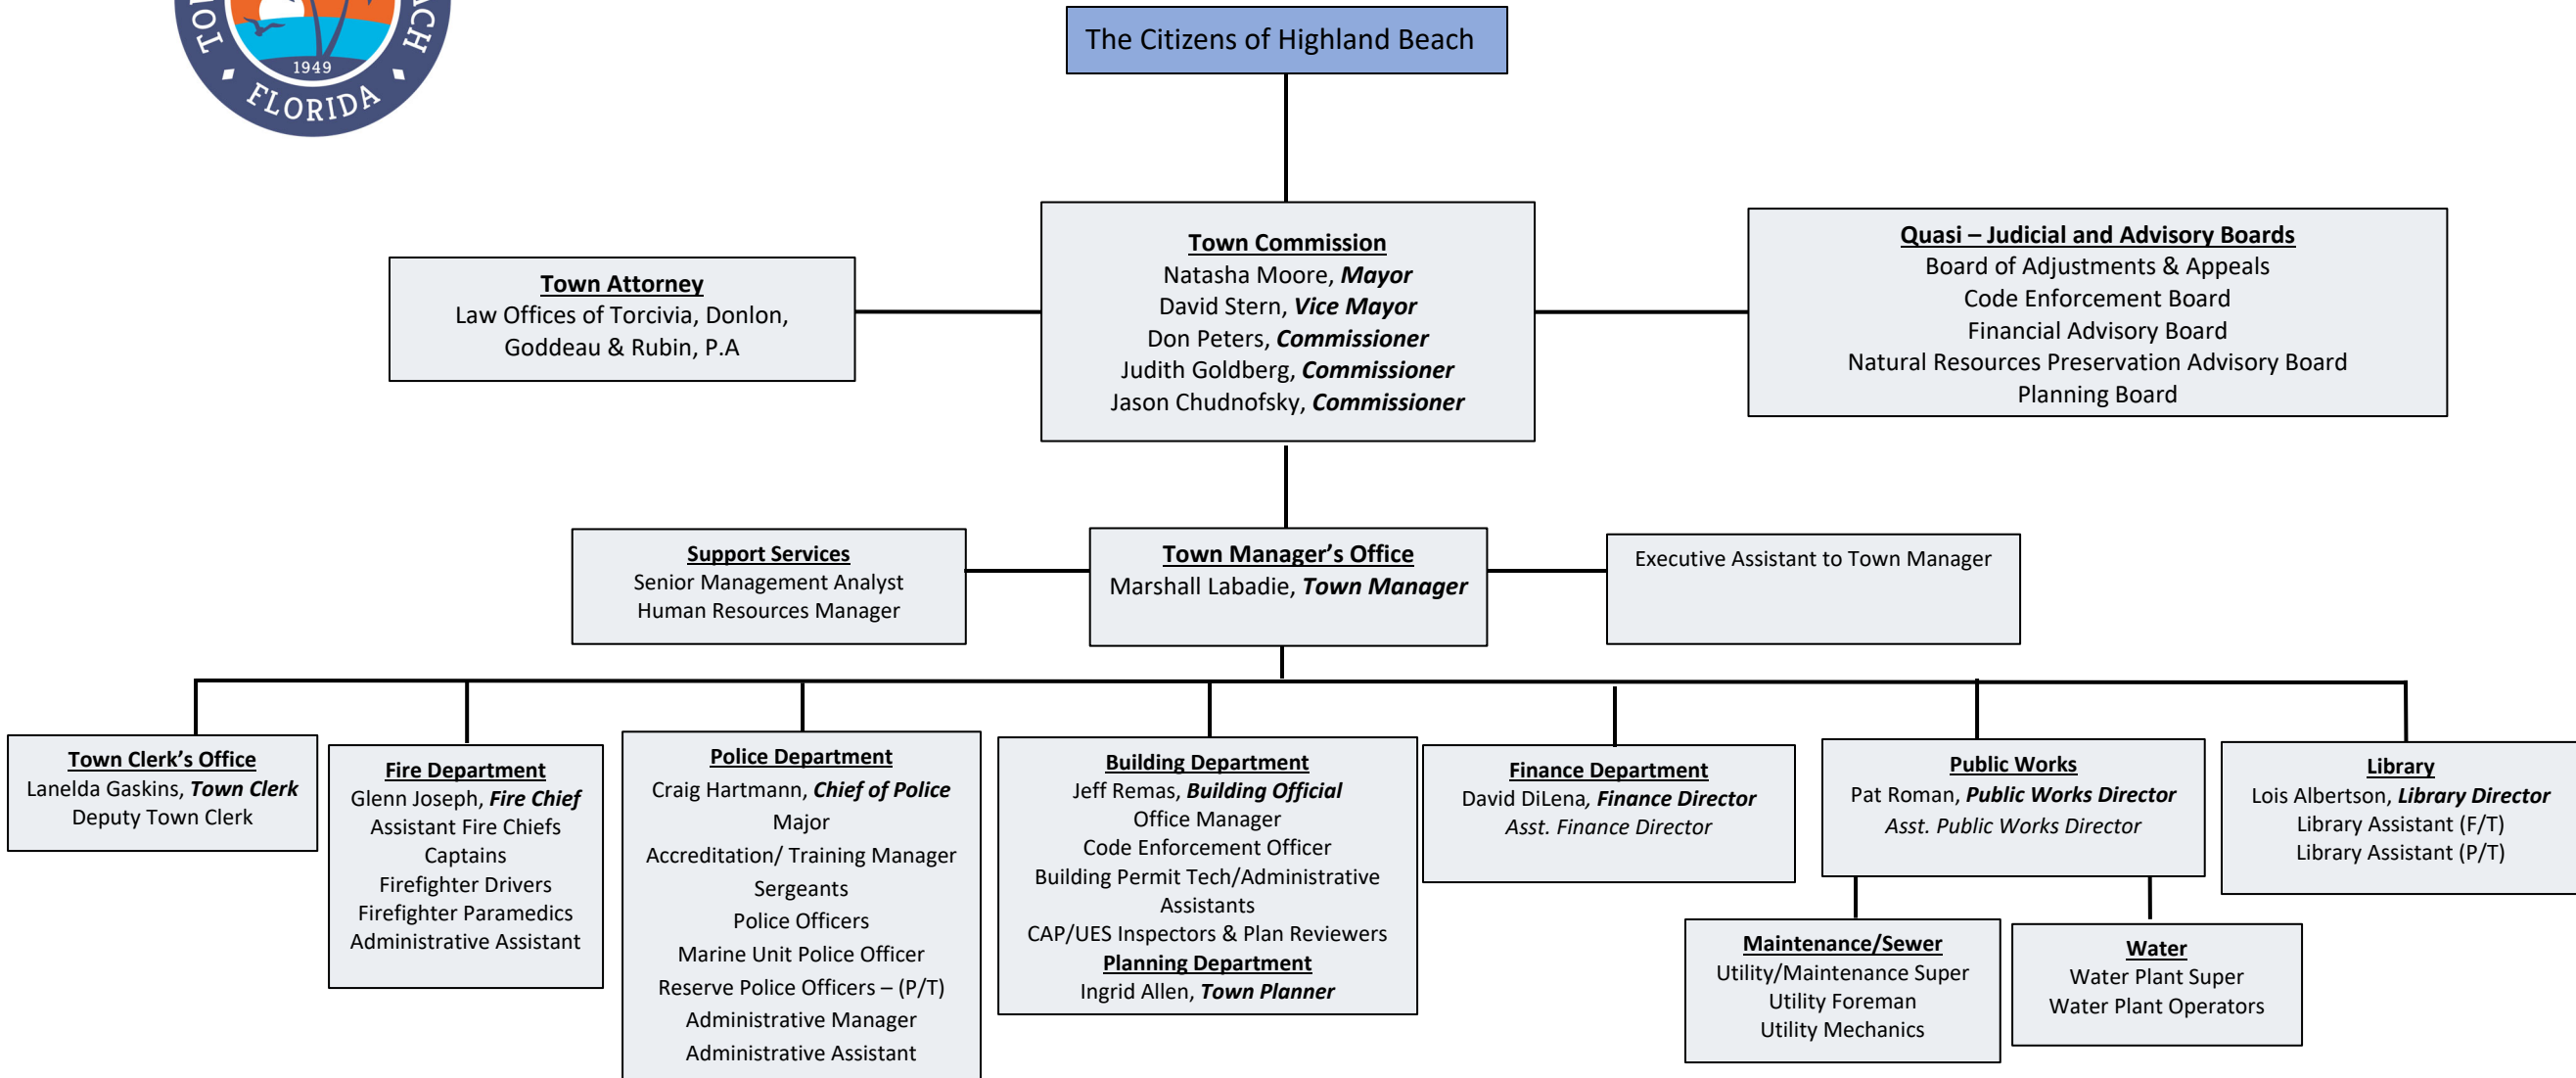 1949
FLORIDA
The Citizens of Highland Beach
Town Commission
Natasha Moore, Mayor
David Stern, Vice Mayor
Don Peters, Commissioner
Judith Goldberg, Commissioner
Jason Chudnofsky, Commissioner
Quasi – Judicial and Advisory Boards
Board of Adjustments & Appeals
Code Enforcement Board
Financial Advisory Board
Natural Resources Preservation Advisory Board
Planning Board
Town Attorney
Law Offices of Torcivia, Donlon,
Goddeau & Rubin, P.A
Support Services
Senior Management Analyst
Human Resources Manager
Town Manager’s Office
Marshall Labadie, Town Manager
Executive Assistant to Town Manager
Town Clerk’s Office
Lanelda Gaskins, Town Clerk
Deputy Town Clerk
Fire Department
Glenn Joseph, Fire Chief
Assistant Fire Chiefs
Captains
Firefighter Drivers
Firefighter Paramedics
Administrative Assistant
Police Department
Craig Hartmann, Chief of Police
Major
Accreditation/ Training Manager
Sergeants
Police Officers
Marine Unit Police Officer
Reserve Police Officers – (P/T)
Administrative Manager
Administrative Assistant
Building Department
Jeff Remas, Building Official
Office Manager
Code Enforcement Officer
Building Permit Tech/Administrative
Assistants
CAP/UES Inspectors & Plan Reviewers
Planning Department
Ingrid Allen, Town Planner
Finance Department
David DiLena, Finance Director
Asst. Finance Director
Public Works
Pat Roman, Public Works Director
Asst. Public Works Director
Library
Lois Albertson, Library Director
Library Assistant (F/T)
Library Assistant (P/T)
Maintenance/Sewer
Utility/Maintenance Super
Utility Foreman
Utility Mechanics
Water
Water Plant Super
Water Plant Operators